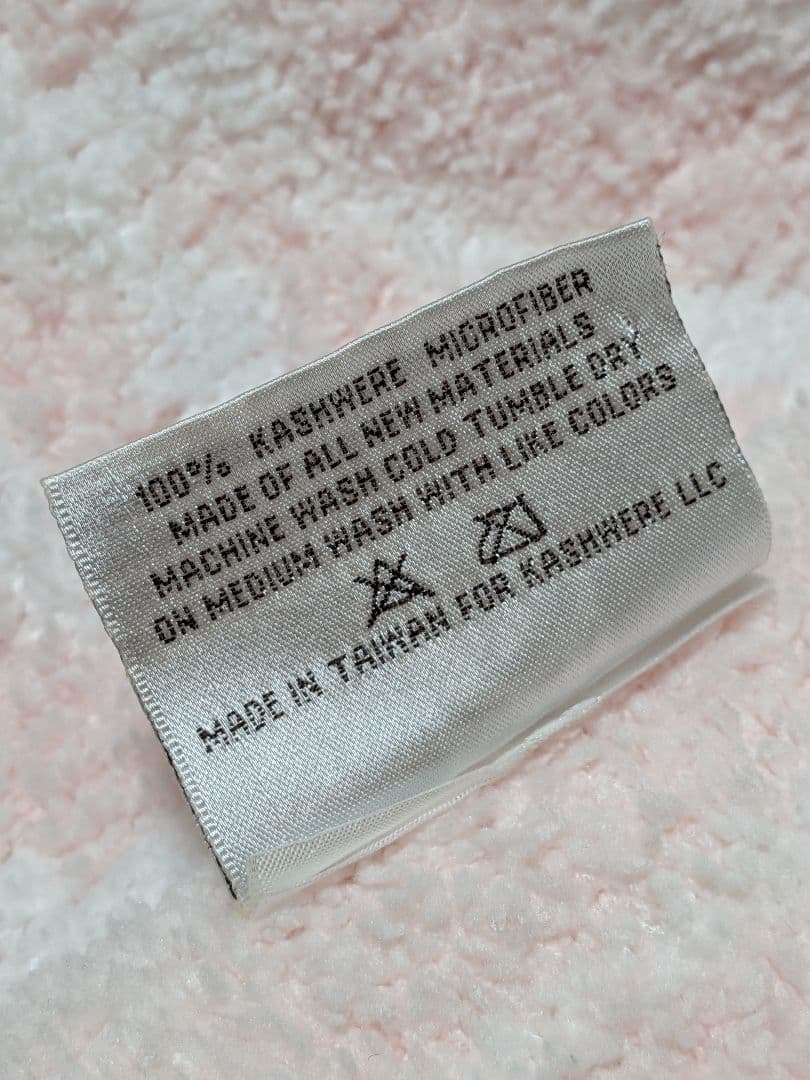 100% KASHWERE MICROFIBER
MADE OF ALL NEW MATERIALS
MACHINE WASH COLD TUMBLE DRY
ON MEDIUM WASH WITH LIKE COLORS
MADE IN TAIWAN FOR KASHWERE LLC